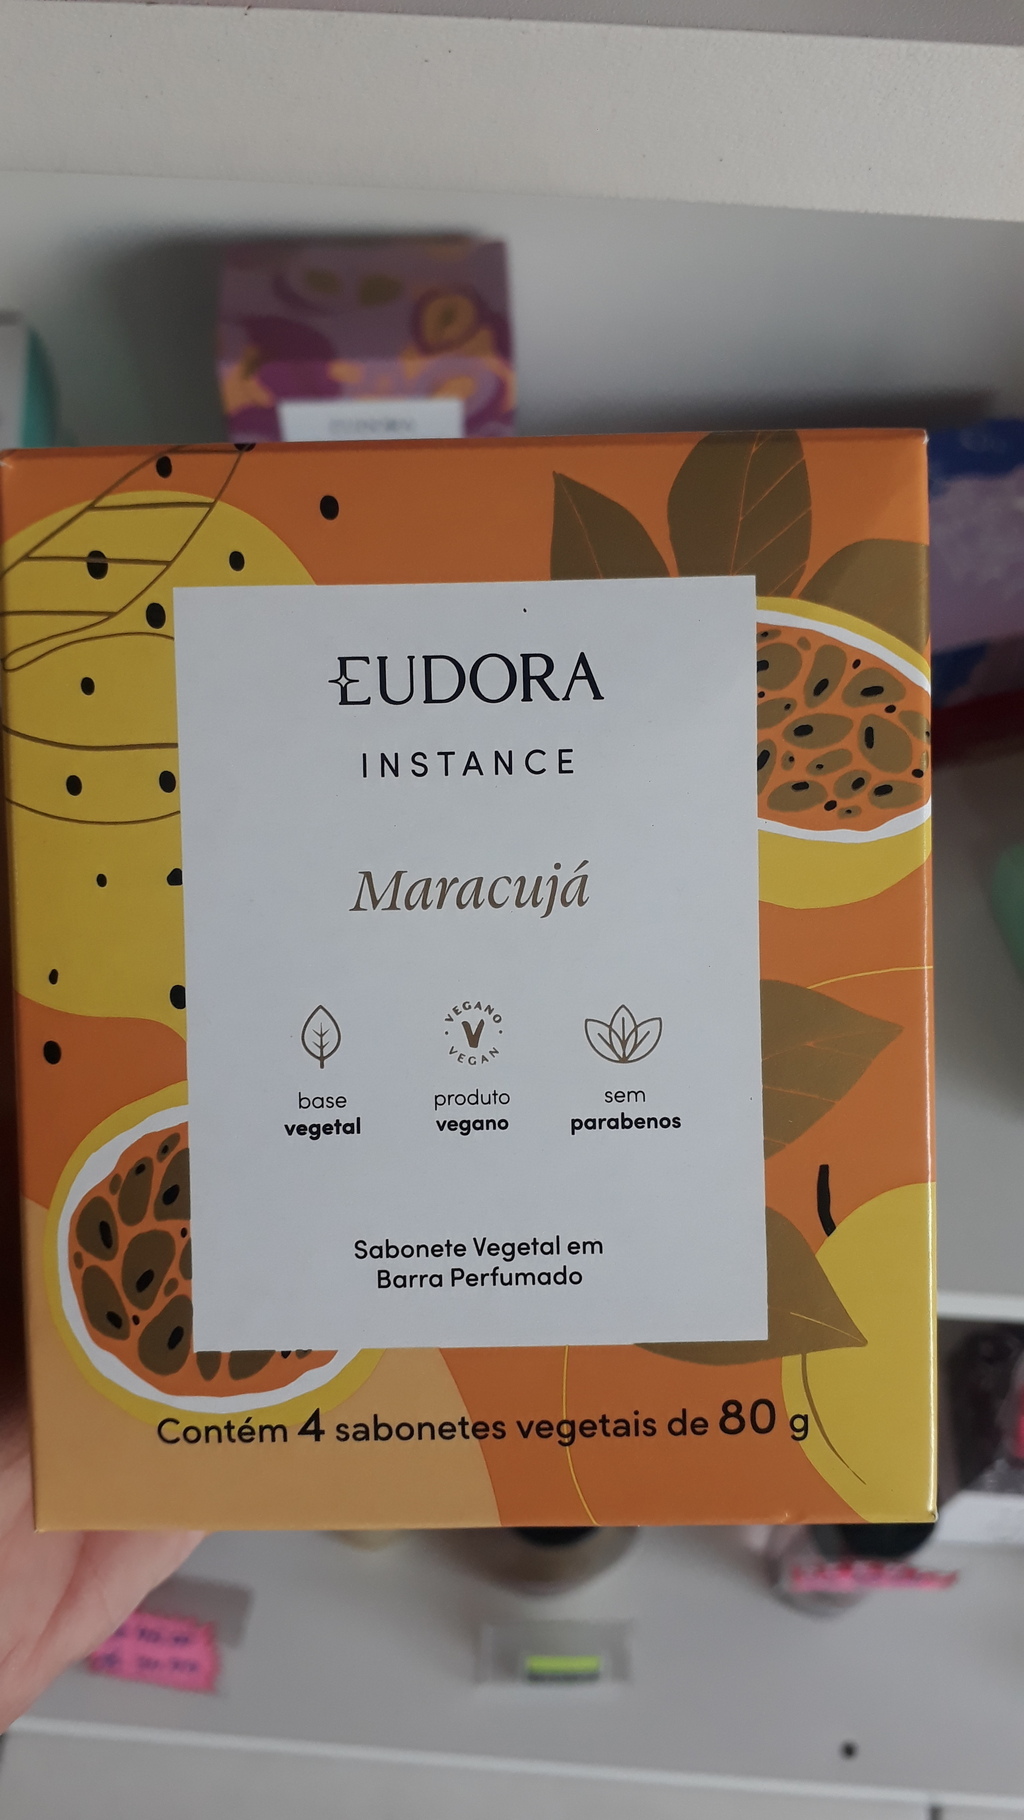 EUDORA
INSTANCE
Maracujá
VEGANO
V
VEGAN
base
vegetal
produto
vegano
sem
parabenos
Sabonete Vegetal em
Barra Perfumado
Contém 4 sabonetes vegetais de 80 g